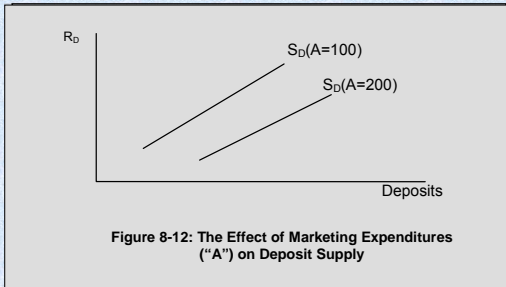 R_D
S_D(A=100)
S_D(A=200)
Deposits
Figure 8-12: The Effect of Marketing Expenditures
("A") on Deposit Supply